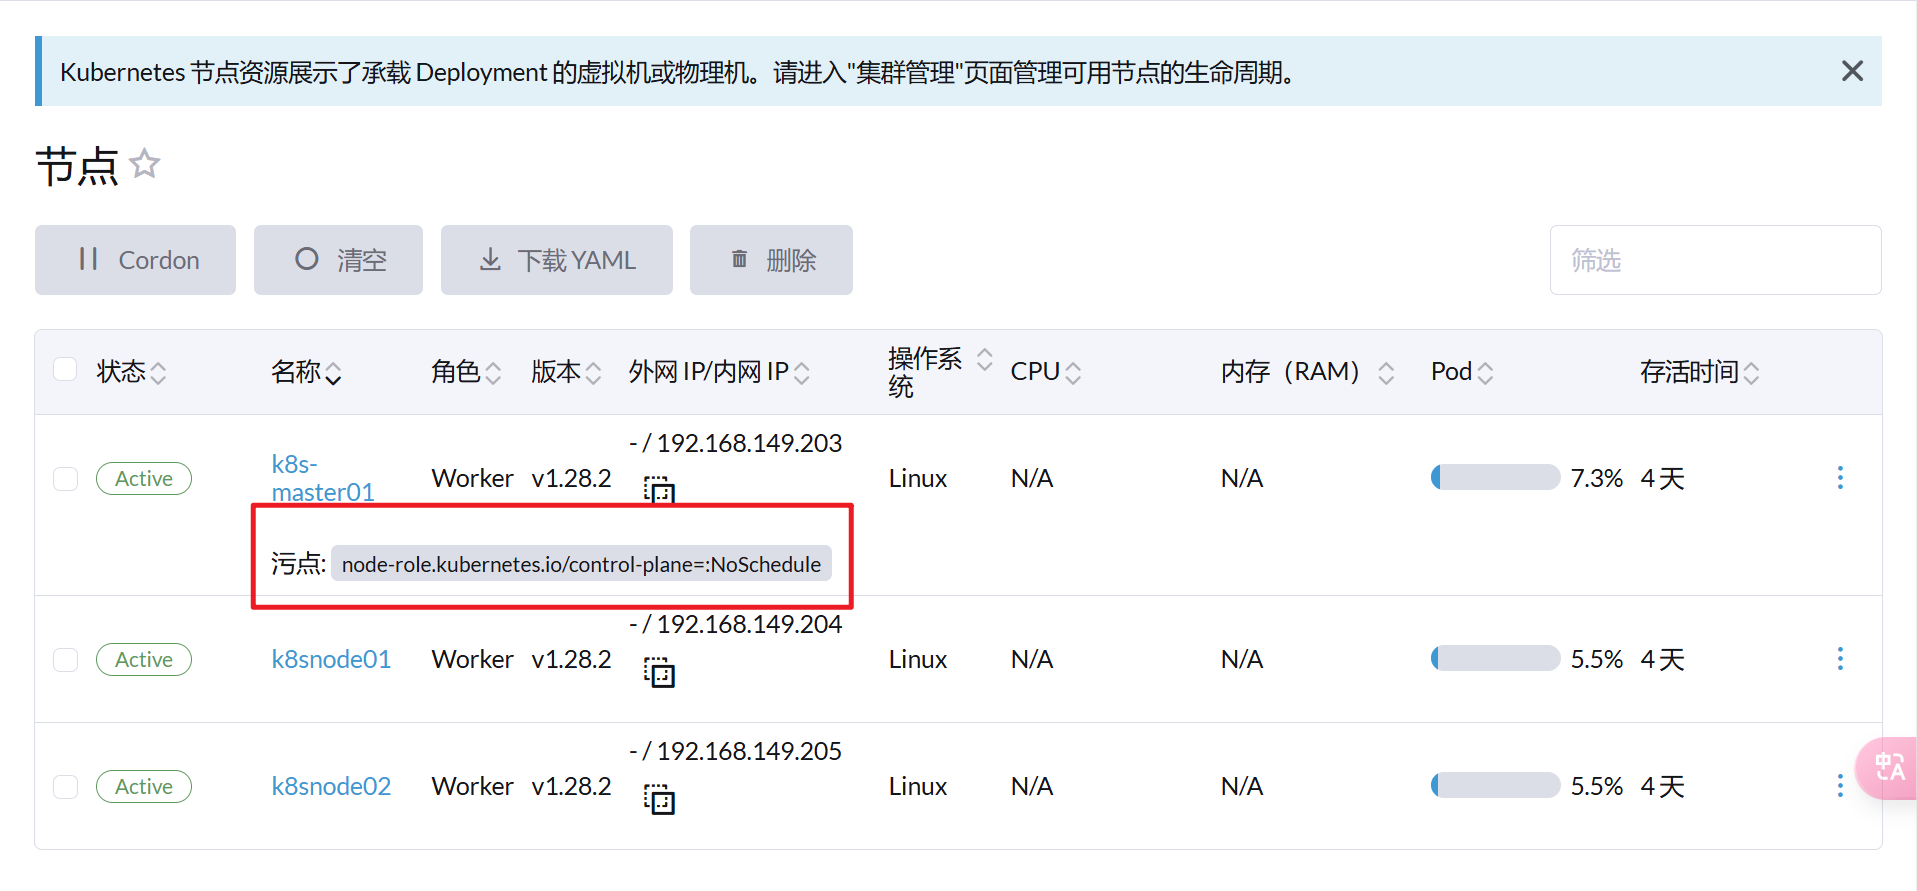 Kubernetes 节点资源展示了承载 Deployment 的虚拟机或物理机。请进入"集群管理"页面管理可用节点的生命周期。
节点
Cordon 清空 下载 YAML 删除 筛选
状态 名称 角色 版本 外网 IP/内网 IP 操作系统 CPU 内存（RAM） Pod 存活时间
Active k8s-master01 Worker v1.28.2 - / 192.168.149.203 Linux N/A N/A 7.3% 4 天
污点: node-role.kubernetes.io/control-plane=:NoSchedule
Active k8snode01 Worker v1.28.2 - / 192.168.149.204 Linux N/A N/A 5.5% 4 天
Active k8snode02 Worker v1.28.2 - / 192.168.149.205 Linux N/A N/A 5.5% 4 天
中 A